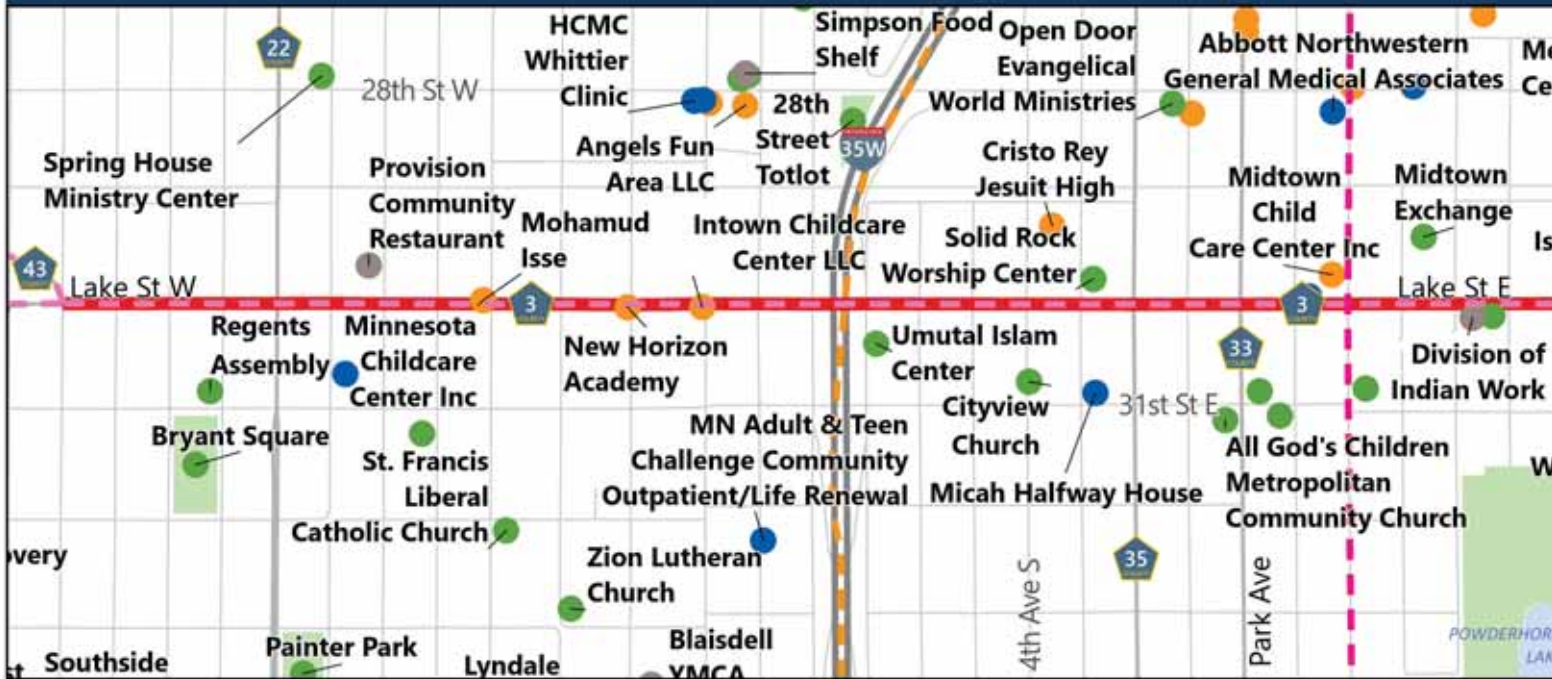 HCMC
Whittier
Clinic
Simpson Food
Shelf
Open Door
Evangelical
World Ministries
Abbott Northwestern
General Medical Associates
22
28th St W
28th
Street
Totlot
35W
Angels Fun
Area LLC
Spring House
Ministry Center
Provision
Community
Restaurant
Mohamud
Isse
Intown Childcare
Center LLC
Cristo Rey
Jesuit High
Solid Rock
Worship Center
Midtown
Child
Care Center Inc
Midtown
Exchange
43
Lake St W
3
3
Lake St E
Regents
Assembly
Minnesota
Childcare
Center Inc
New Horizon
Academy
Umutal Islam
Center
33
Division of
Indian Work
Cityview
Church
31st St E
Bryant Square
St. Francis
Liberal
Catholic Church
MN Adult & Teen
Challenge Community
Outpatient/Life Renewal
Micah Halfway House
All God's Children
Metropolitan
Community Church
Zion Lutheran
Church
35
4th Ave S
Park Ave
Painter Park
Southside
Lyndale
Blaisdell
YMCA